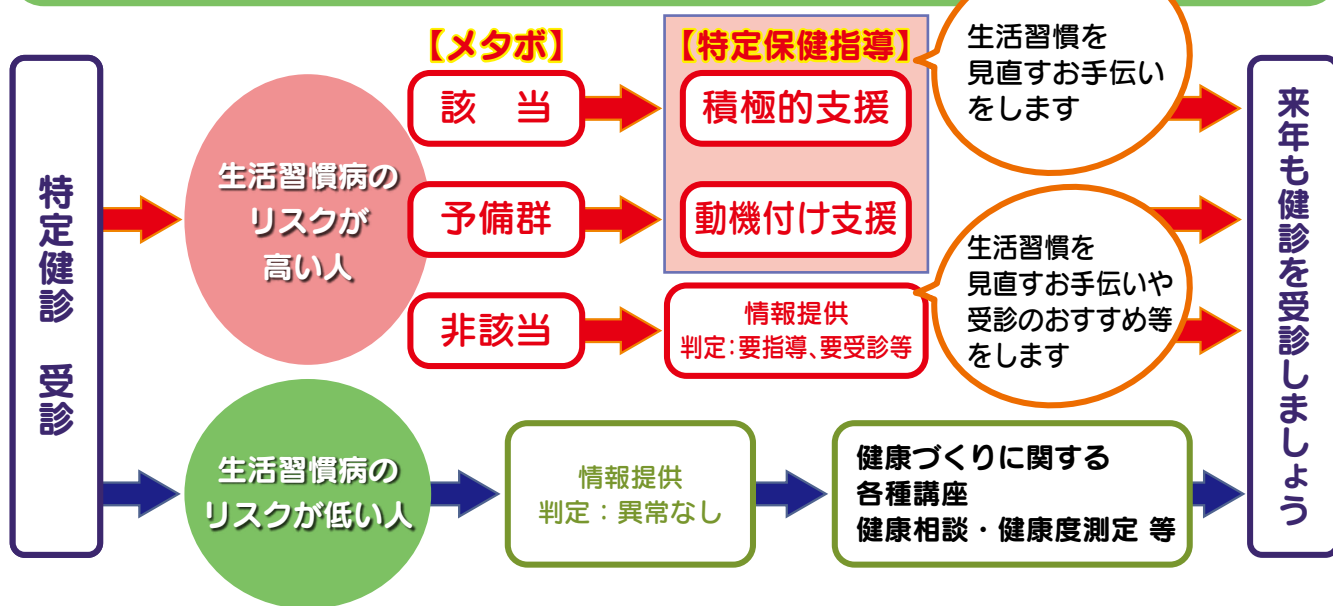 特定健診　受診
生活習慣病の
リスクが
高い人
【メタボ】
該　当
予備群
非該当
【特定保健指導】
積極的支援
動機付け支援
情報提供
判定：要指導、要受診等
生活習慣を
見直すお手伝い
をします
生活習慣を
見直すお手伝いや
受診のおすすめ等
をします
生活習慣病の
リスクが低い人
情報提供
判定：異常なし
健康づくりに関する
各種講座
健康相談・健康度測定 等
来年も健診を受診しましょう